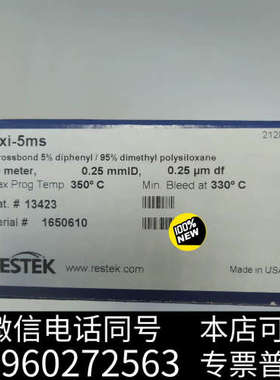 xi-5ms
rossbond 5% diphenyl / 95% dimethyl polysiloxane
meter, 0.25 mmID, 0.25 µm df
ax Prog Temp 350° C Min. Bleed at 330° C
at. # 13423
erial # 1650610
100%
NEW
RESTEK
www.restek.com
Made in USA
微信电话同号
本店可
960272563
专票普